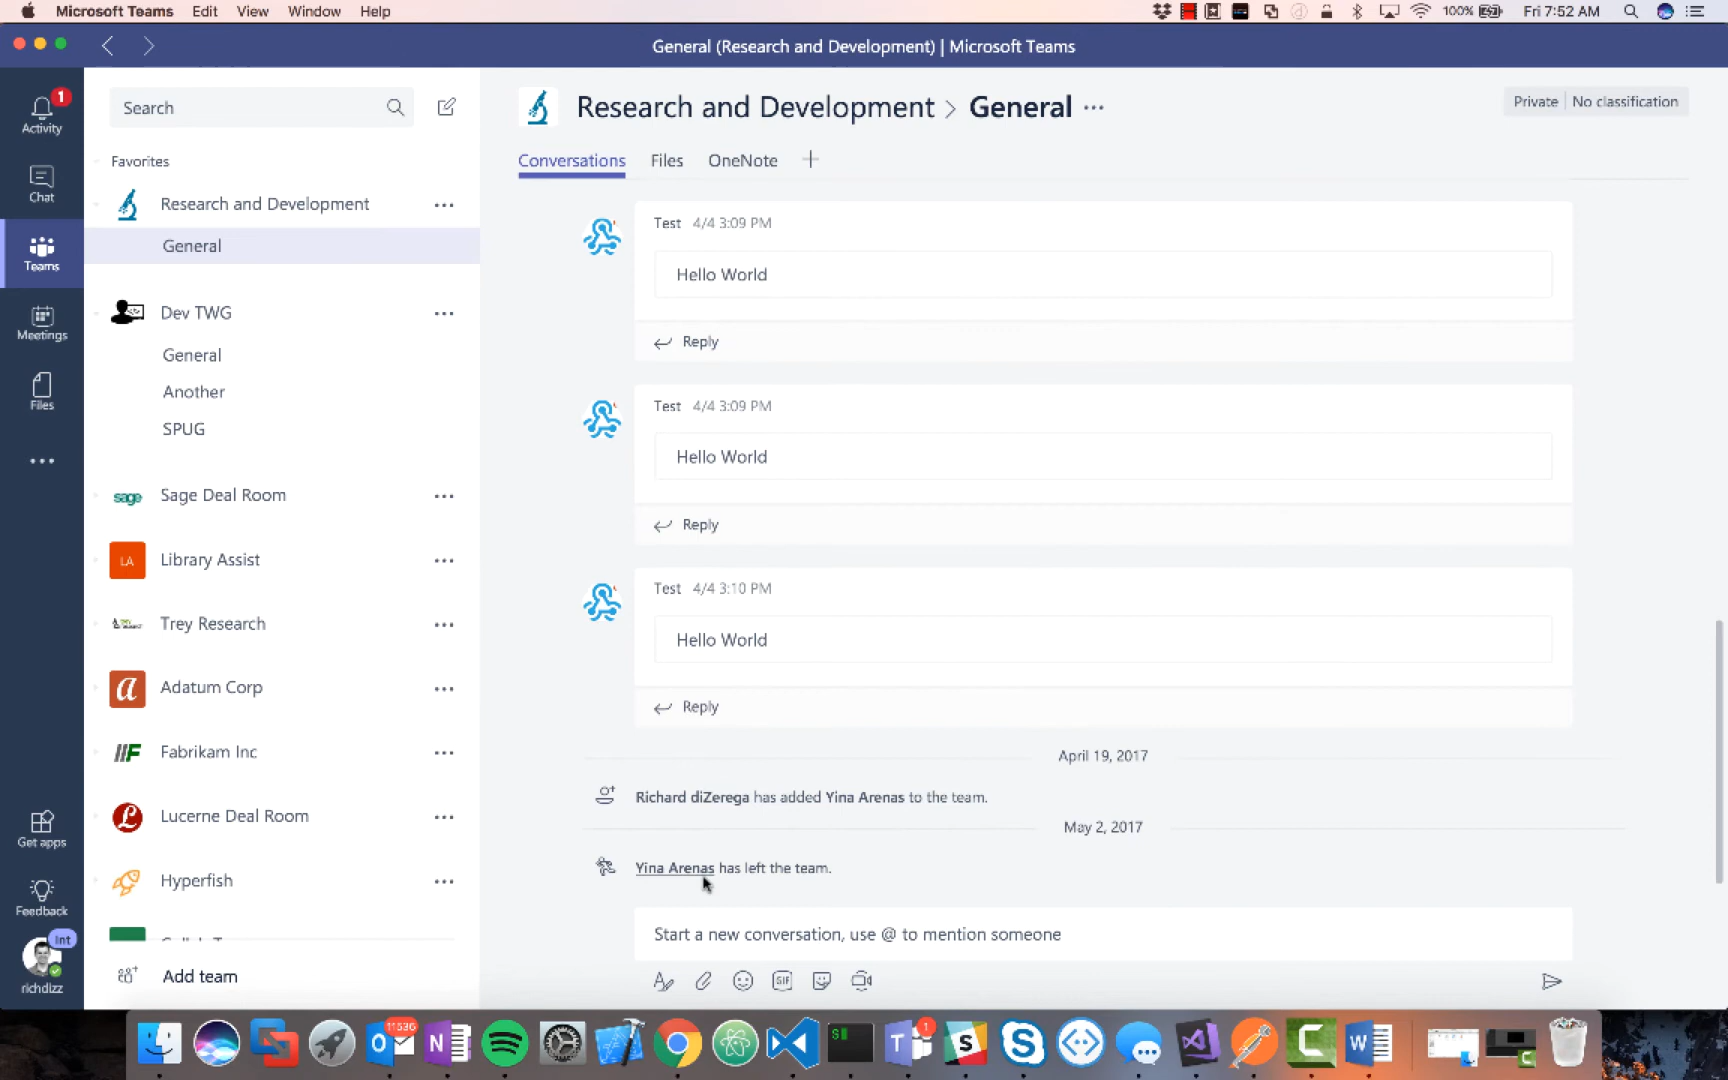 Microsoft Teams Edit View Window Help 100% Fri 7:52 AM
General (Research and Development) | Microsoft Teams
1
Activity
Chat
Teams
Meetings
Files
Get apps
Feedback
Int
richdizz
Search
Favorites
Research and Development
General
Dev TWG
General
Another
SPUG
sage Sage Deal Room
LA Library Assist
Trey Research
a Adatum Corp
F Fabrikam Inc
L Lucerne Deal Room
Hyperfish
Add team
Research and Development > General
Private No classification
Conversations Files OneNote
Test 4/4 3:09 PM
Hello World
Reply
Test 4/4 3:09 PM
Hello World
Reply
Test 4/4 3:10 PM
Hello World
Reply
April 19, 2017
Richard diZerega has added Yina Arenas to the team.
May 2, 2017
Yina Arenas has left the team.
Start a new conversation, use @ to mention someone
GIF
11536
1
N
$
T
S
S
C
W